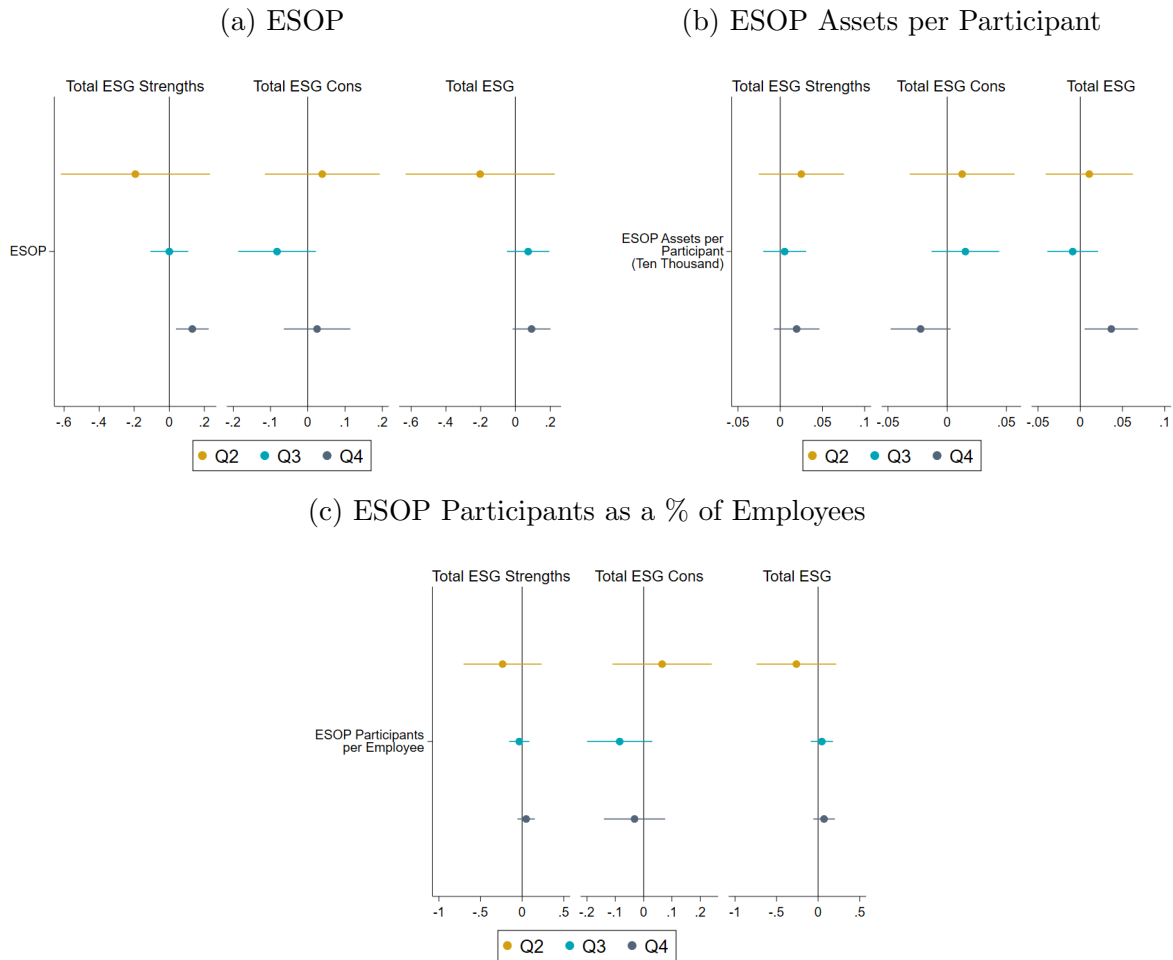 (a) ESOP
Total ESG Strengths Total ESG Cons Total ESG
ESOP
-.6 -.4 -.2 0 .2 -.2 -.1 0 .1 .2 -.6 -.4 -.2 0 .2
Q2 Q3 Q4
(b) ESOP Assets per Participant
Total ESG Strengths Total ESG Cons Total ESG
ESOP Assets per
Participant
(Ten Thousand)
-.05 0 .05 .1 -.05 0 .05 -.05 0 .05 .1
Q2 Q3 Q4
(c) ESOP Participants as a % of Employees
Total ESG Strengths Total ESG Cons Total ESG
ESOP Participants
per Employee
-1 -.5 0 .5 -.2 -.1 0 .1 .2 -1 -.5 0 .5
Q2 Q3 Q4